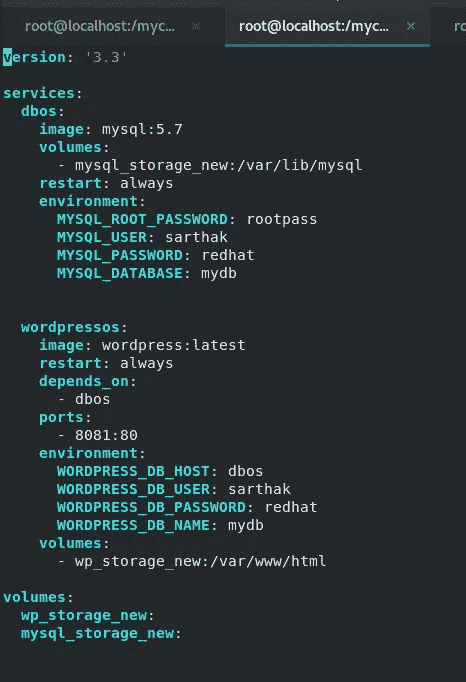 root@localhost:/myc... × root@localhost:/myc... × ro
version: '3.3'
services:
  dbos:
    image: mysql:5.7
    volumes:
      - mysql_storage_new:/var/lib/mysql
    restart: always
    environment:
      MYSQL_ROOT_PASSWORD: rootpass
      MYSQL_USER: sarthak
      MYSQL_PASSWORD: redhat
      MYSQL_DATABASE: mydb
  wordpressos:
    image: wordpress:latest
    restart: always
    depends_on:
      - dbos
    ports:
      - 8081:80
    environment:
      WORDPRESS_DB_HOST: dbos
      WORDPRESS_DB_USER: sarthak
      WORDPRESS_DB_PASSWORD: redhat
      WORDPRESS_DB_NAME: mydb
    volumes:
      - wp_storage_new:/var/www/html
volumes:
  wp_storage_new:
  mysql_storage_new: